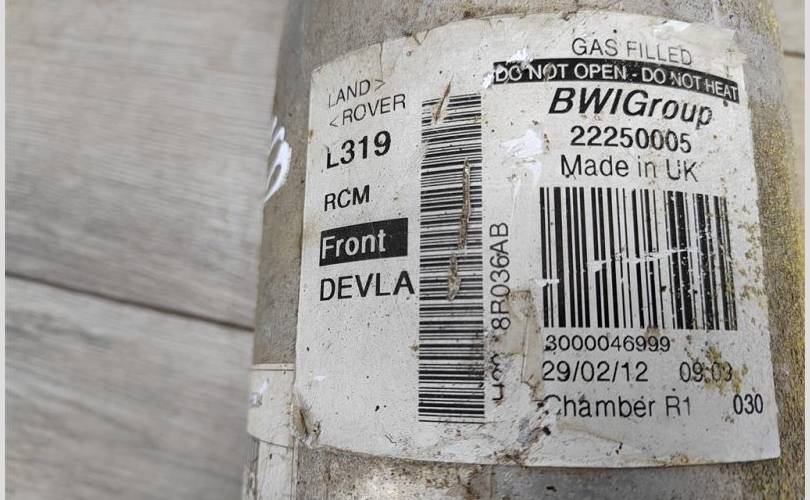 LAND >
< ROVER
L319
RCM
Front
DEVLA
8R036AB
GAS FILLED
DO NOT OPEN - DO NOT HEAT
BWIGroup
22250005
Made in UK
3000046999
29/02/12 09:03
Chamber R1 030